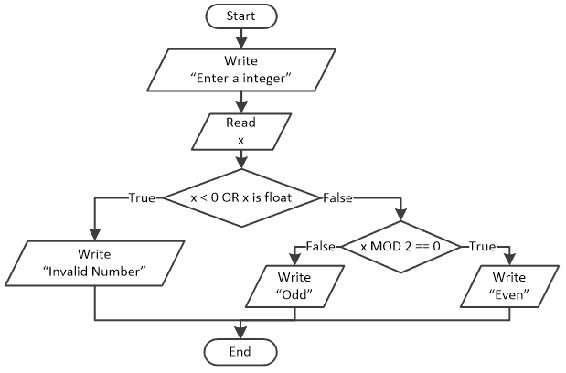 Start
Write
“Enter a integer”
Read
x
x < 0 OR x is float
True
False
x MOD 2 == 0
False
True
Write
“Invalid Number”
Write
“Odd”
Write
“Even”
End